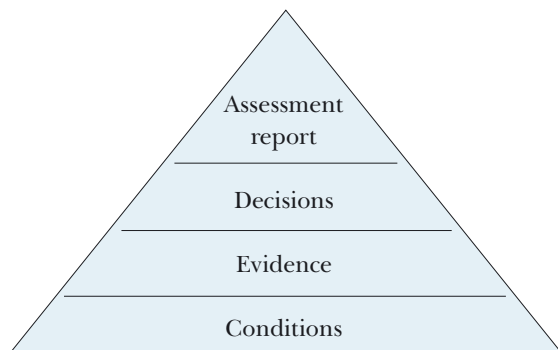 Assessment
report
Decisions
Evidence
Conditions